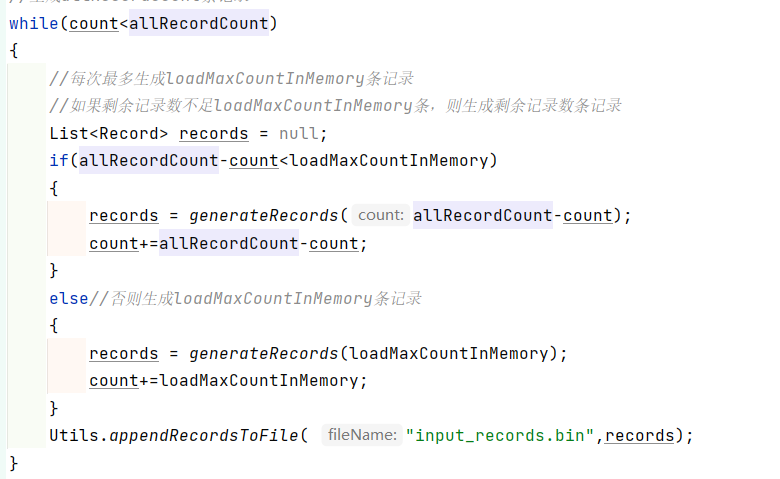 while(count<allRecordCount)
{
//每次最多生成loadMaxCountInMemory条记录
//如果剩余记录数不足loadMaxCountInMemory条，则生成剩余记录数条记录
List<Record> records = null;
if(allRecordCount-count<loadMaxCountInMemory)
{
records = generateRecords( count: allRecordCount-count);
count+=allRecordCount-count;
}
else//否则生成loadMaxCountInMemory条记录
{
records = generateRecords(loadMaxCountInMemory);
count+=loadMaxCountInMemory;
}
Utils.appendRecordsToFile( fileName: "input_records.bin",records);
}